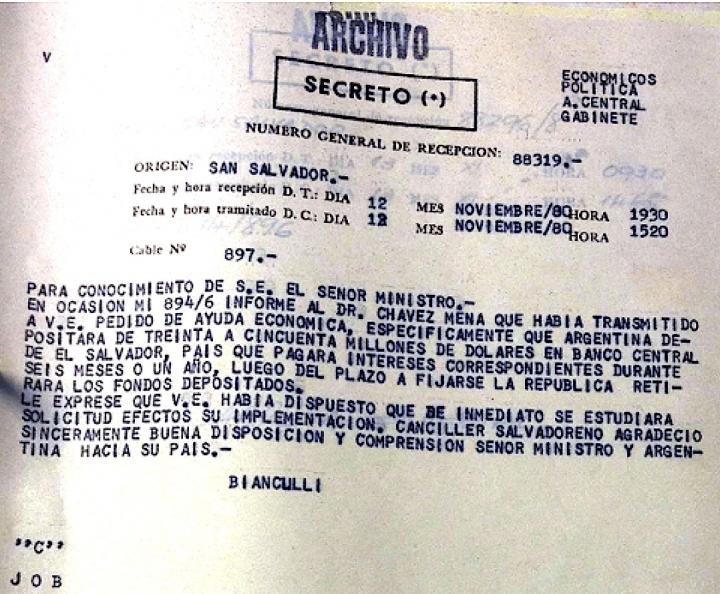 ARCHIVO
V
SECRETO (*)
ECONOMICOS
POLITICA
A. CENTRAL
GABINETE
NUMERO GENERAL DE RECEPCION: 88319.-
ORIGEN: SAN SALVADOR.-
Fecha y hora recepción D. T.: DIA 12 MES NOVIEMBRE/80 HORA 1930
Fecha y hora tramitado D. C.: DIA 12 MES NOVIEMBRE/80 HORA 1520
Cable Nº 897.-
PARA CONOCIMIENTO DE S.E. EL SENOR MINISTRO.-
EN OCASION MI 894/6 INFORME AL DR. CHAVEZ MENA QUE HABIA TRANSMITIDO
A V.E. PEDIDO DE AYUDA ECONOMICA, ESPECIFICAMENTE QUE ARGENTINA DE-
POSITARA DE TREINTA A CINCUENTA MILLONES DE DOLARES EN BANCO CENTRAL
DE EL SALVADOR, PAIS QUE PAGARA INTERESES CORRESPONDIENTES DURANTE
SEIS MESES O UN AÑO, LUEGO DEL PLAZO A FIJARSE LA REPUBLICA RETI-
RARA LOS FONDOS DEPOSITADOS.
LE EXPRESE QUE V.E. HABIA DISPUESTO QUE BE INMEDIATO SE ESTUDIARA
SOLICITUD EFECTOS SU IMPLEMENTACION. CANCILLER SALVADORENO AGRADECIO
SINCERAMENTE BUENA DISPOSICION Y COMPRENSION SENOR MINISTRO Y ARGEN-
TINA HACIA SU PAIS.-
BIANCULLI
"C"
J O B